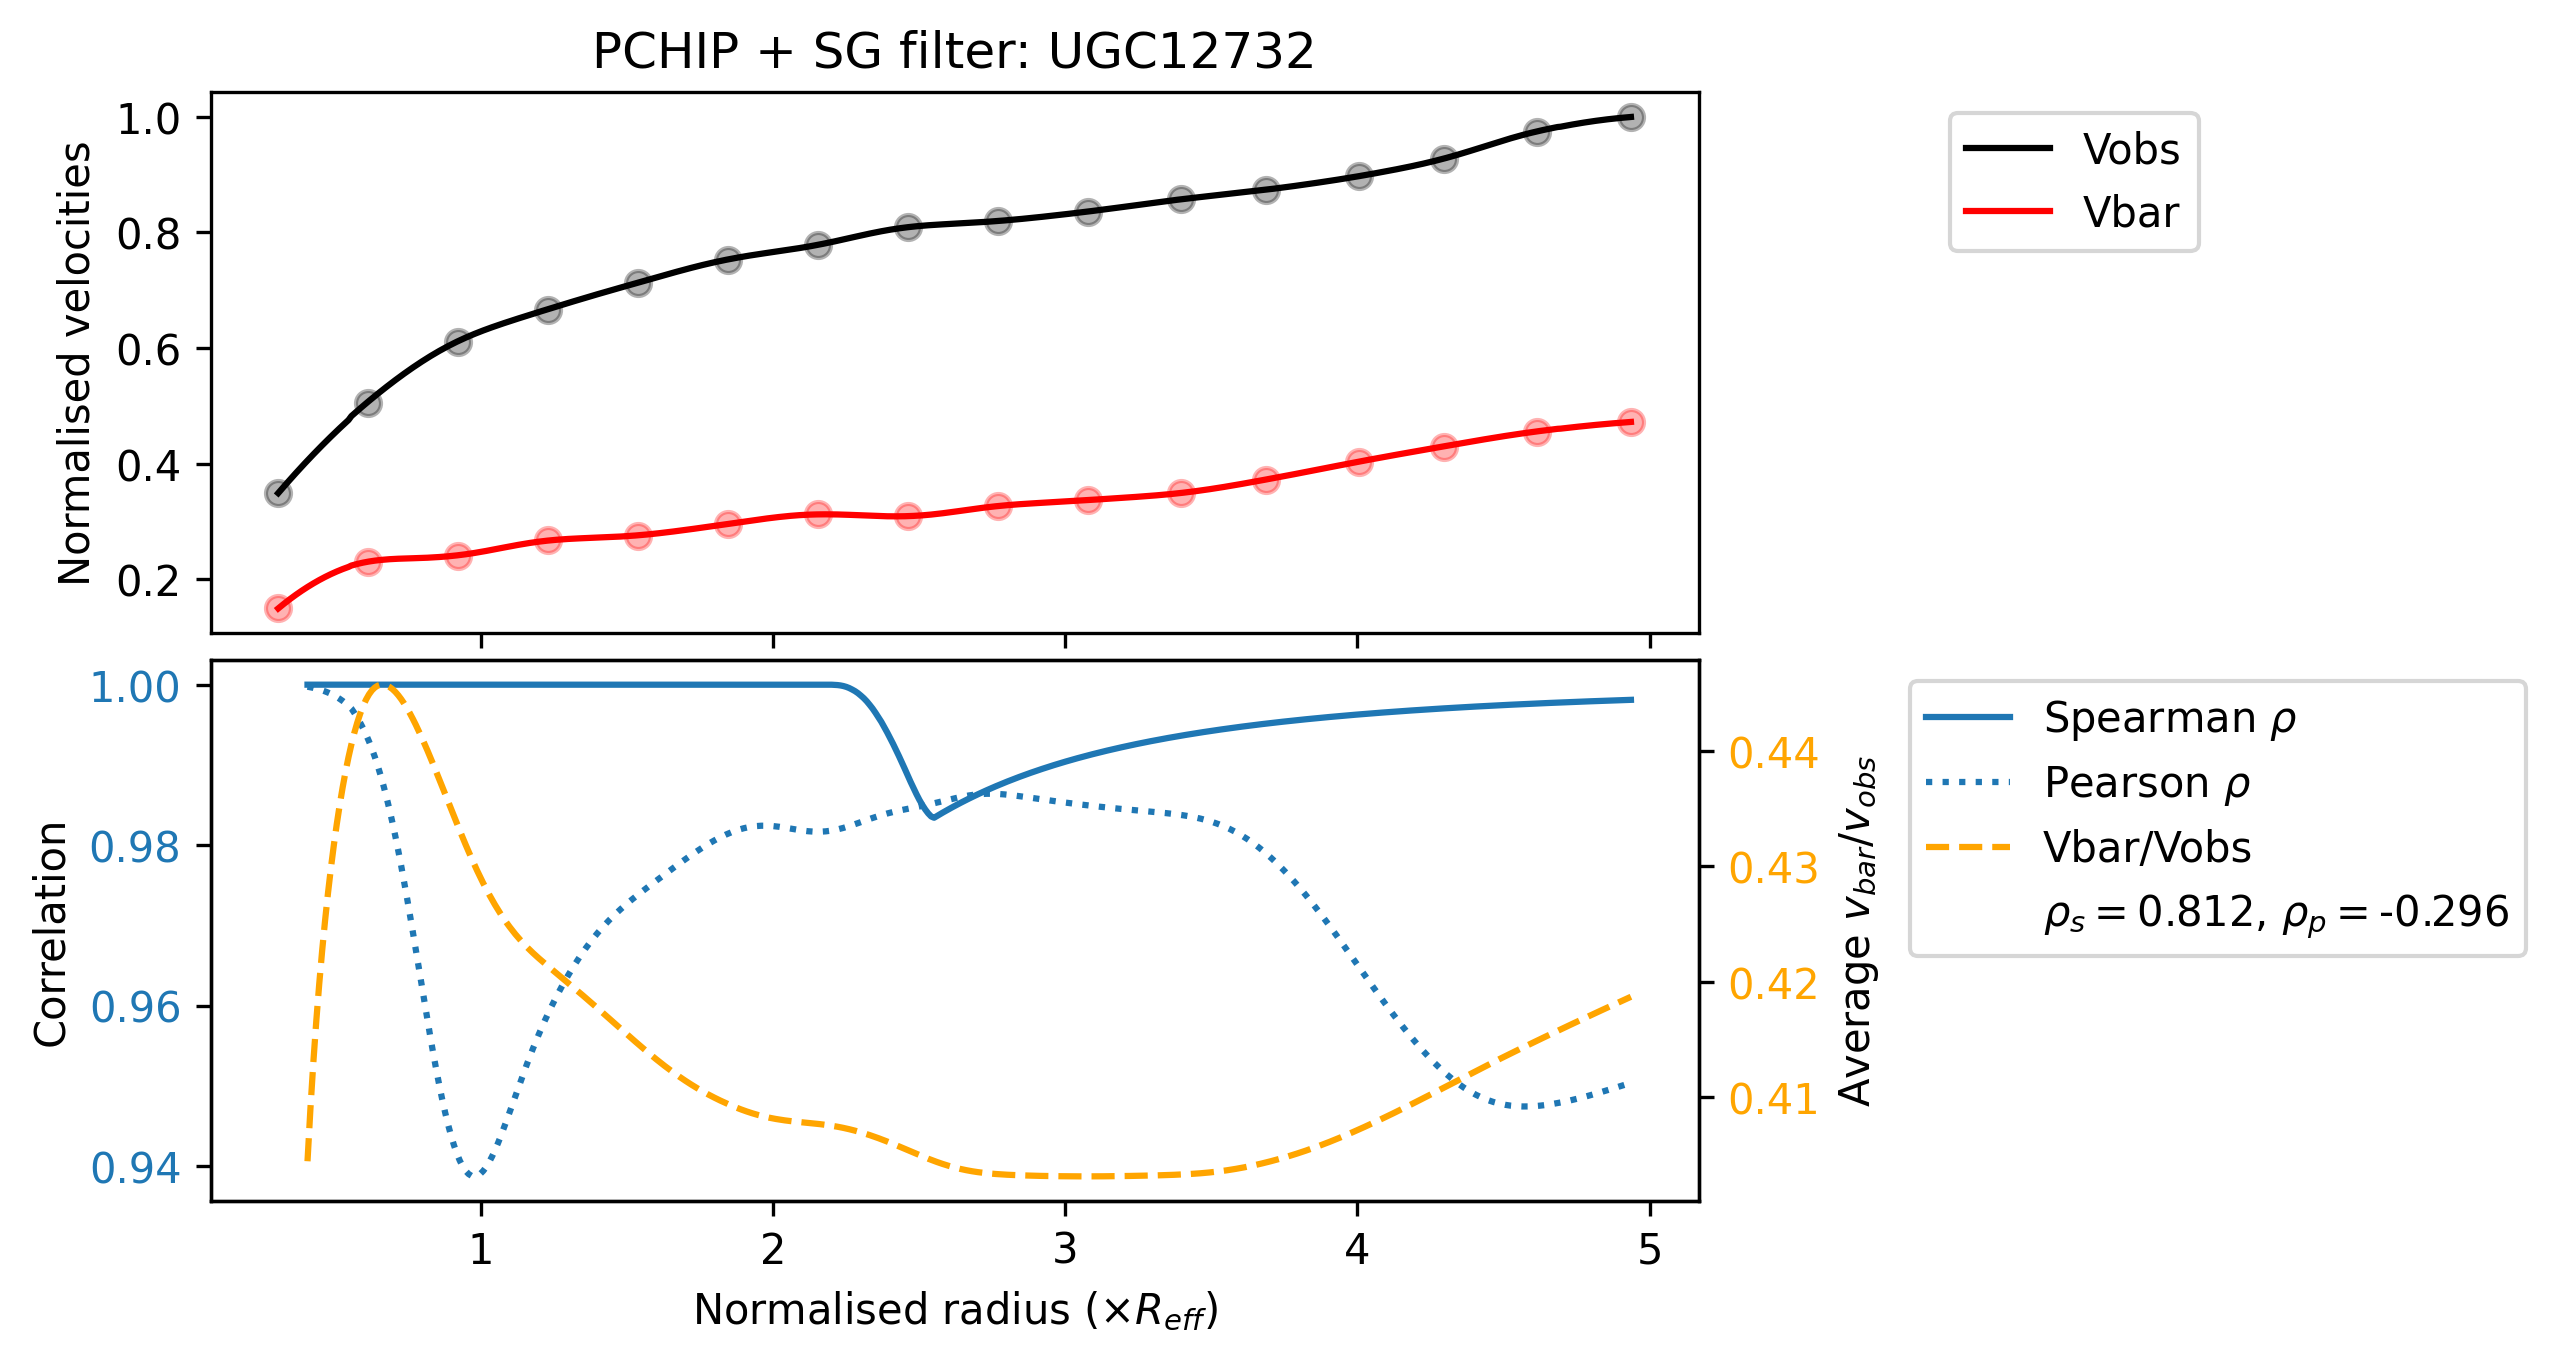 PCHIP + SG filter: UGC12732
Normalised velocities
1.0
0.8
0.6
0.4
0.2
Vobs
Vbar
Correlation
1.00
0.98
0.96
0.94
0.44
0.43
0.42
0.41
Average v_bar/v_obs
Spearman ρ
Pearson ρ
Vbar/Vobs
ρ_s = 0.812, ρ_p = -0.296
1 2 3 4 5
Normalised radius (×R_eff)